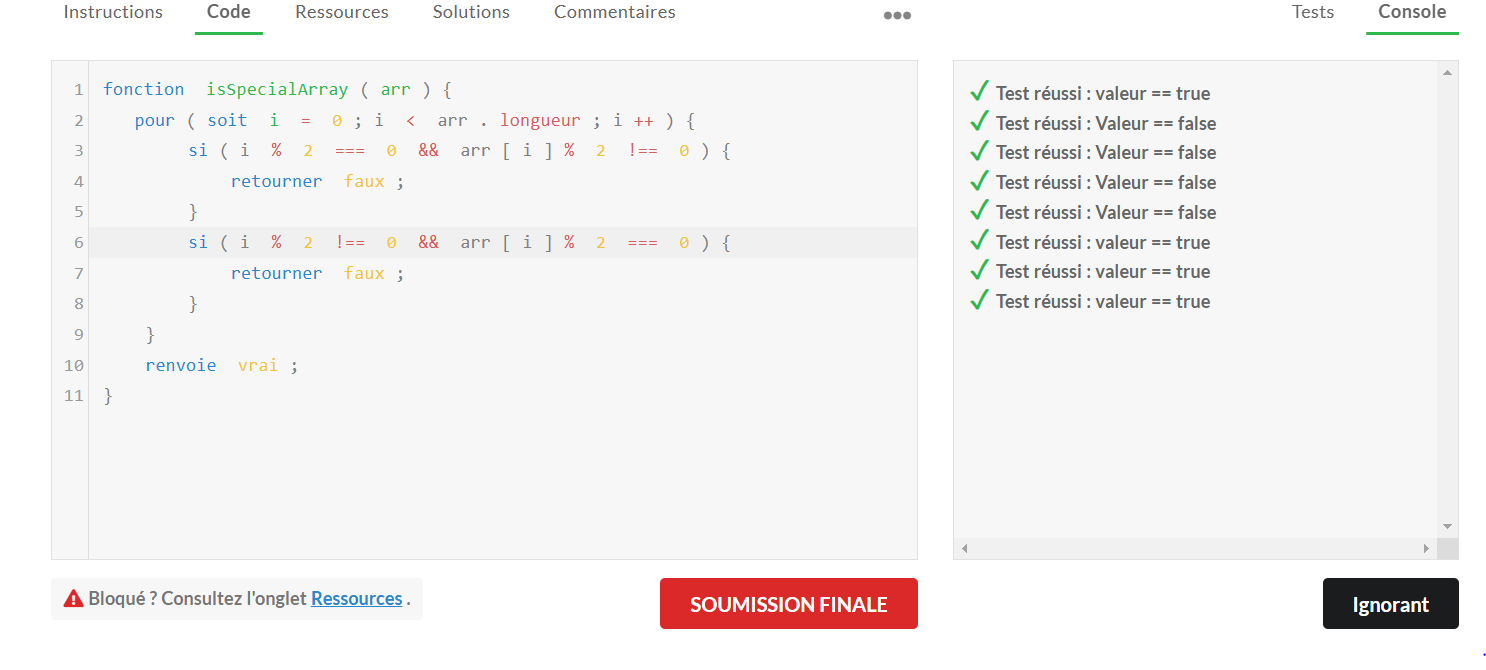 Instructions Code Ressources Solutions Commentaires ••• Tests Console
1 fonction isSpecialArray ( arr ) {
2 pour ( soit i = 0 ; i < arr . longueur ; i ++ ) {
3 si ( i % 2 === 0 && arr [ i ] % 2 !== 0 ) {
4 retourner faux ;
5 }
6 si ( i % 2 !== 0 && arr [ i ] % 2 === 0 ) {
7 retourner faux ;
8 }
9 }
10 renvoie vrai ;
11 }
Test réussi : valeur == true
Test réussi : Valeur == false
Test réussi : Valeur == false
Test réussi : Valeur == false
Test réussi : Valeur == false
Test réussi : valeur == true
Test réussi : valeur == true
Test réussi : valeur == true
Bloqué ? Consultez l'onglet Ressources .
SOUMISSION FINALE
Ignorant